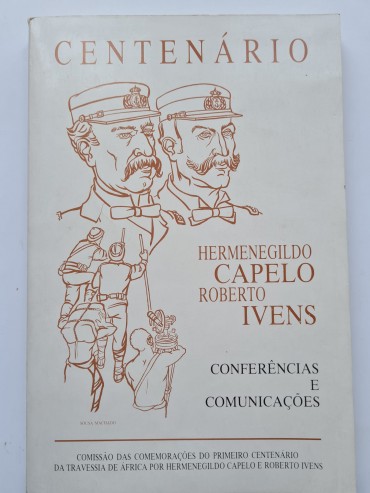 CENTENÁRIO
HERMENEGILDO
CAPELO
ROBERTO
IVENS
CONFERÊNCIAS
E
COMUNICAÇÕES
COMISSÃO DAS COMEMORAÇÕES DO PRIMEIRO CENTENÁRIO
DA TRAVESSIA DE ÁFRICA POR HERMENEGILDO CAPELO E ROBERTO IVENS